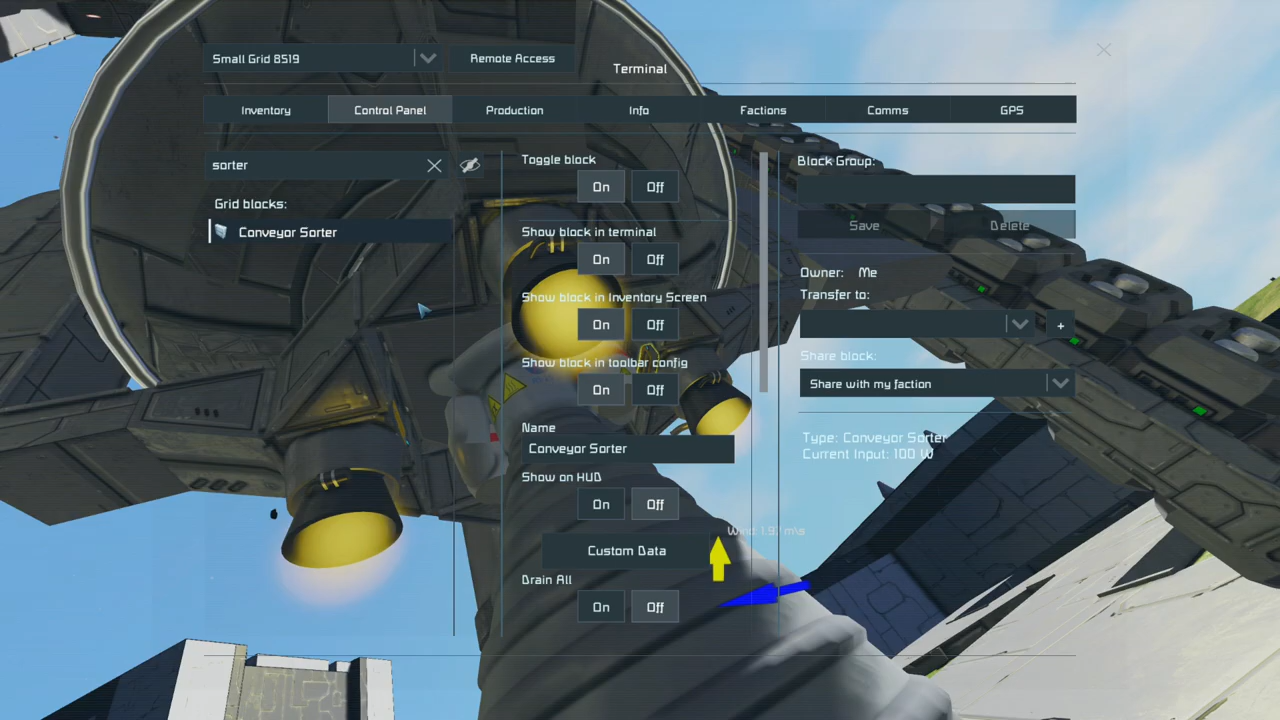 Small Grid 8519
Remote Access
Terminal
Inventory
Control Panel
Production
Info
Factions
Comms
GPS
sorter
Grid blocks:
Conveyor Sorter
Toggle block
On
Off
Show block in terminal
On
Off
Show block in Inventory Screen
On
Off
Show block in toolbar config
On
Off
Name
Conveyor Sorter
Show on HUD
On
Off
Custom Data
Drain All
On
Off
Block Group:
Save
Delete
Owner: Me
Transfer to:
+
Share block:
Share with my faction
Type: Conveyor Sorter
Current Input: 100 W
Wind: 1.97 m/s